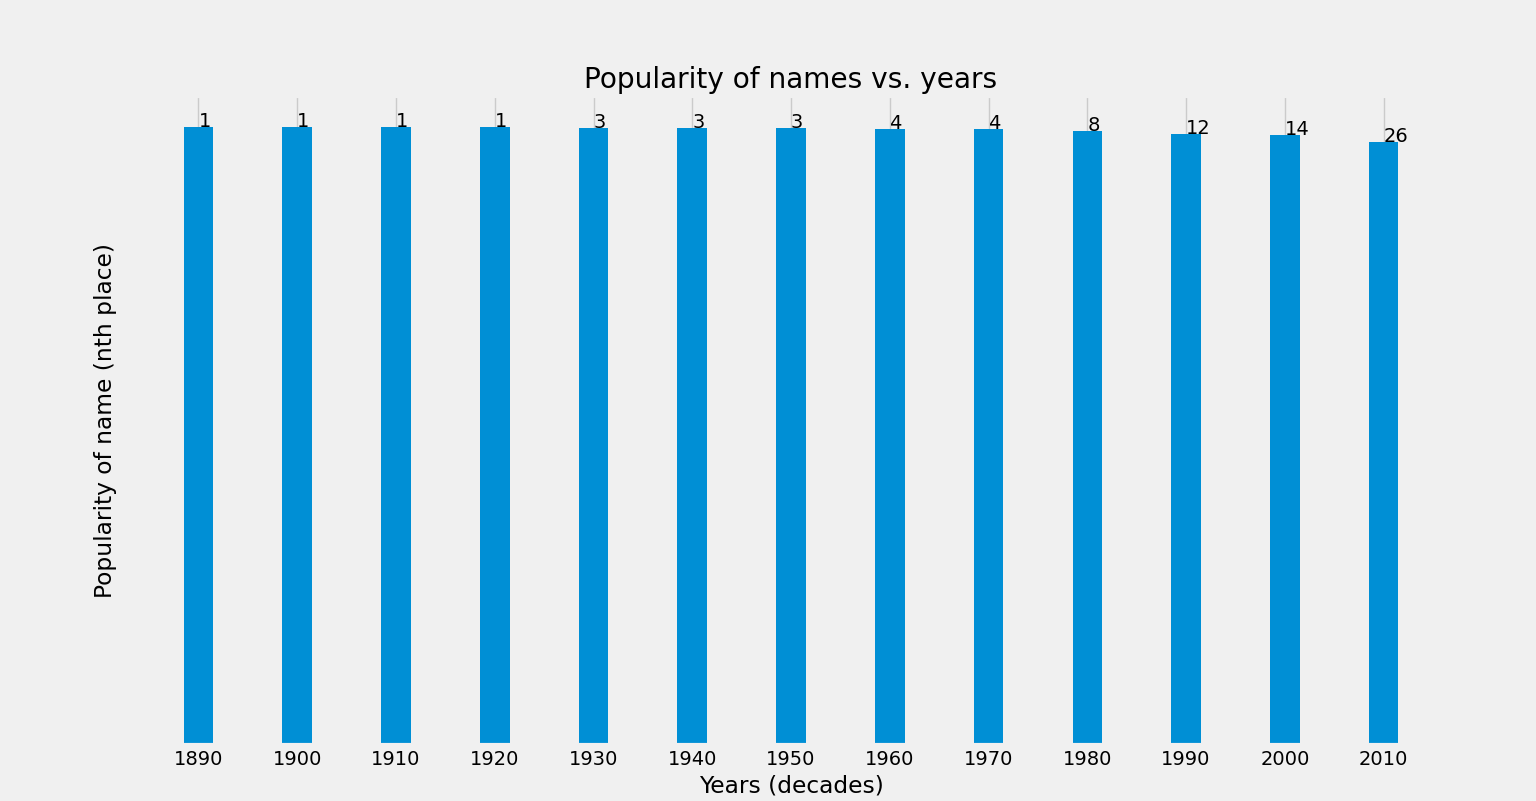 Popularity of names vs. years
1 1 1 1 3 3 3 4 4 8 12 14 26
Popularity of name (nth place)
1890 1900 1910 1920 1930 1940 1950 1960 1970 1980 1990 2000 2010
Years (decades)